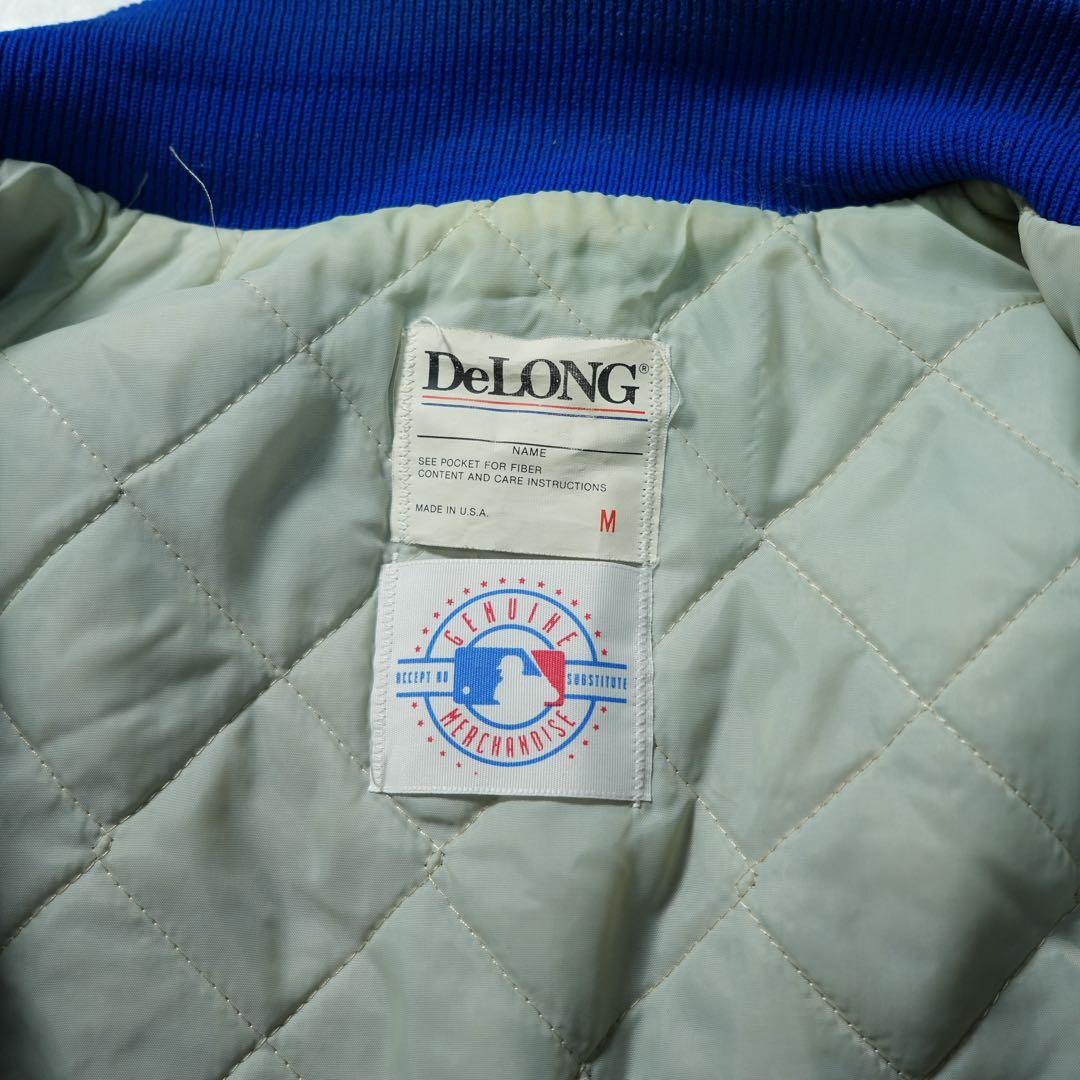 DeLONG®
NAME
SEE POCKET FOR FIBER
CONTENT AND CARE INSTRUCTIONS
MADE IN U.S.A. M
GENUINE
ACCEPT NO SUBSTITUTE
MERCHANDISE